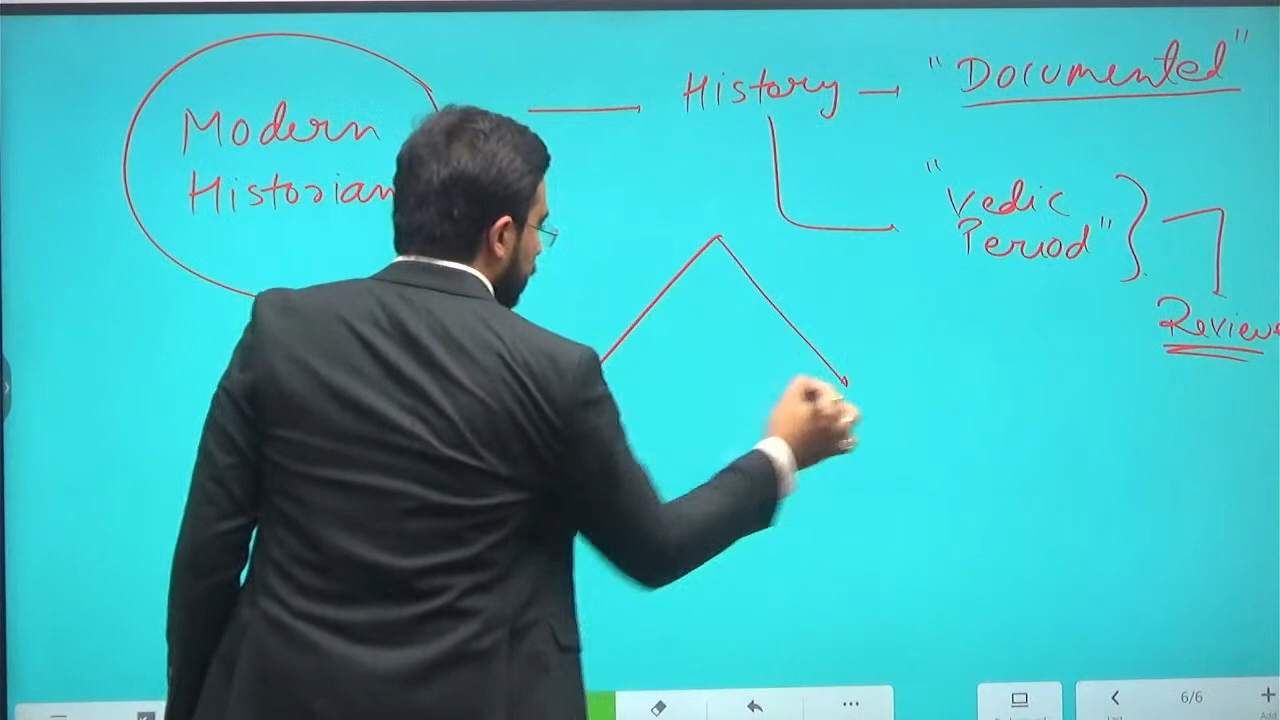 Modern
Historian
History
"Documented"
"Vedic
Period"
Review
6/6